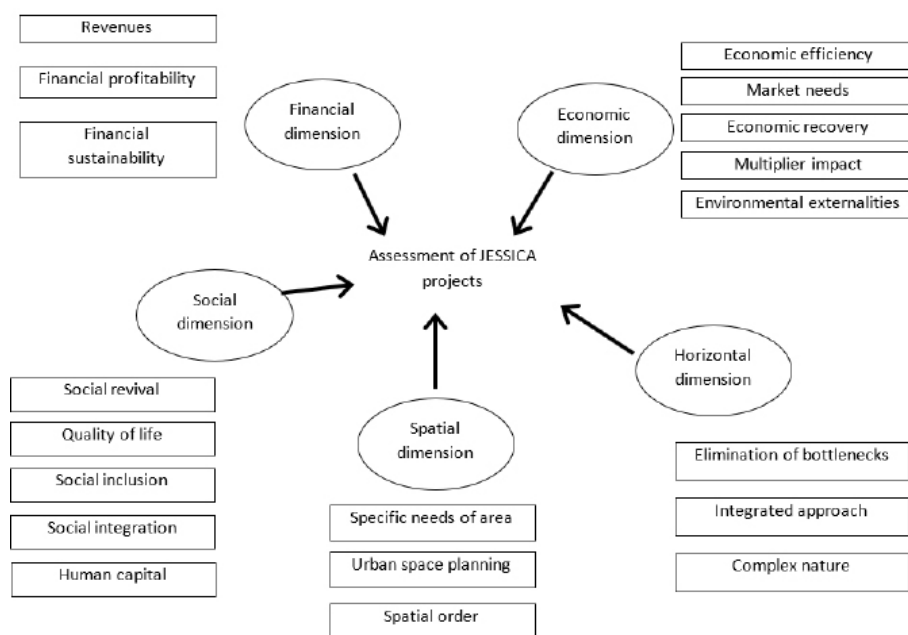 Revenues
Financial profitability
Financial
sustainability
Financial
dimension
Economic
dimension
Economic efficiency
Market needs
Economic recovery
Multiplier impact
Environmental externalities
Assessment of JESSICA
projects
Social
dimension
Social revival
Quality of life
Social inclusion
Social integration
Human capital
Spatial
dimension
Specific needs of area
Urban space planning
Spatial order
Horizontal
dimension
Elimination of bottlenecks
Integrated approach
Complex nature